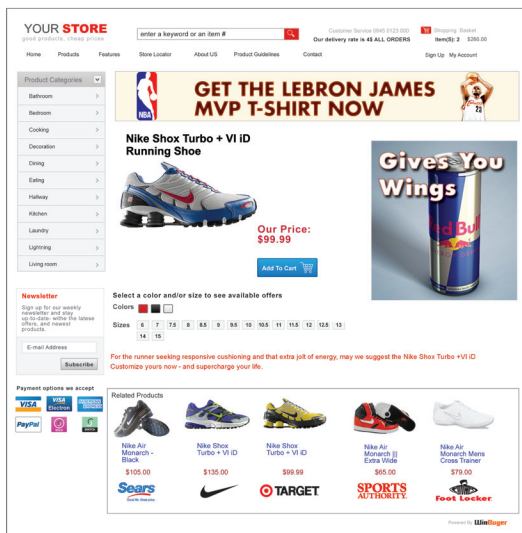 YOUR STORE
good products, cheap prices
enter a keyword or an item #
Customer Service 0845 0123 000
Our delivery rate is 4$ ALL ORDERS
Shopping Basket
Item(S): 2 $265.00
Home Products Features Store Locator About US Product Guidelines Contact
Sign Up My Account
Product Categories
Bathroom
Bedroom
Cooking
Decoration
Dining
Eating
Hallway
Kitchen
Laundry
Lightning
Living room
NBA
GET THE LEBRON JAMES
MVP T-SHIRT NOW
23
Nike Shox Turbo + VI iD
Running Shoe
Our Price:
$99.99
Add To Cart
Gives You
Wings
Red Bull
Newsletter
Sign up for our weekly
newsletter and stay
up-to-date- withe the latese
offers, and newest
products.
E-mail Address
Subscribe
Select a color and/or size to see available offers
Colors
Sizes 6 7 7.5 8 8.5 9 9.5 10 10.5 11 11.5 12 12.5 13
14 15
For the runner seeking responsive cushioning and that extra jolt of energy, may we suggest the Nike Shox Turbo +VI iD
Customize yours now - and supercharge your life.
Payment options we accept
VISA
VISA
Electron
AMERICAN EXPRESS
PayPal
Related Products
Nike Air
Monarch -
Black
$105.00
Sears
Nike Shox
Turbo + VI iD
$135.00
Nike Shox
Turbo + VI iD
$99.99
TARGET
Nike Air
Monarch |||
Extra Wide
$65.00
SPORTS
AUTHORITY.
Nike Air
Monarch Mens
Cross Trainer
$79.00
Foot Locker.
Powered By WinBuyer